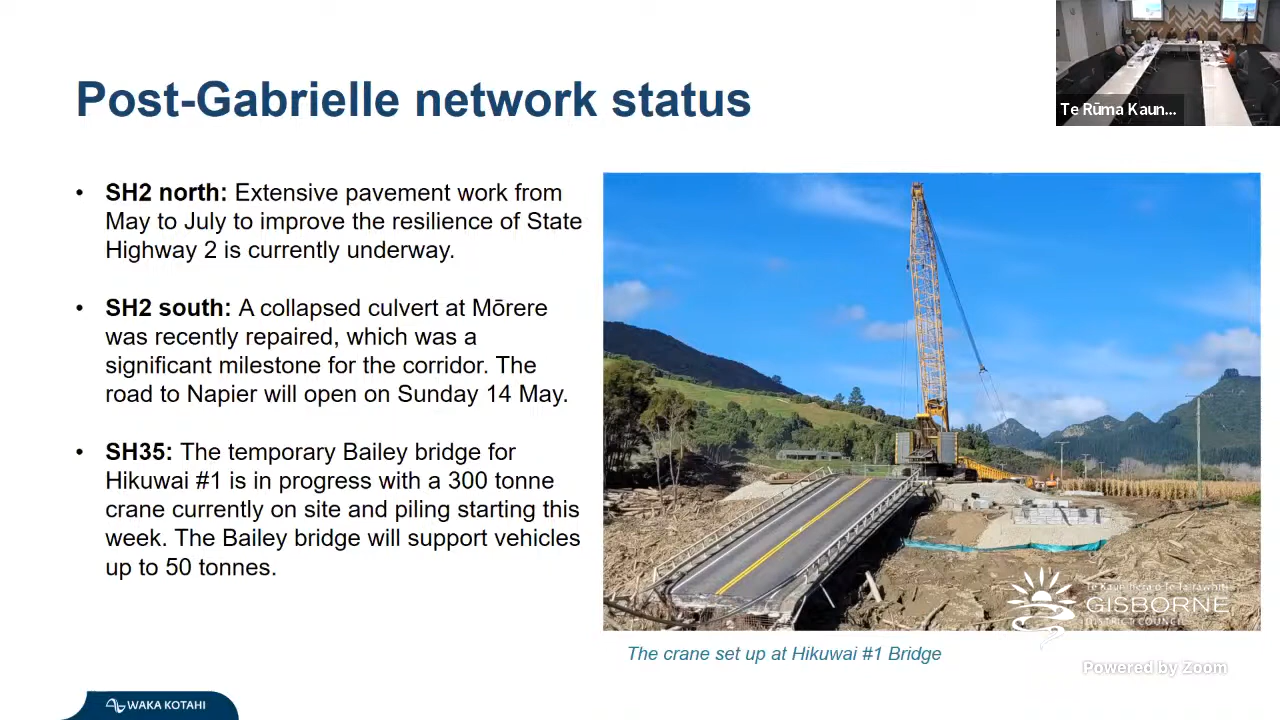 Post-Gabrielle network status
Te Rūma Kaun...
• SH2 north: Extensive pavement work from
May to July to improve the resilience of State
Highway 2 is currently underway.
• SH2 south: A collapsed culvert at Mōrere
was recently repaired, which was a
significant milestone for the corridor. The
road to Napier will open on Sunday 14 May.
• SH35: The temporary Bailey bridge for
Hikuwai #1 is in progress with a 300 tonne
crane currently on site and piling starting this
week. The Bailey bridge will support vehicles
up to 50 tonnes.
Te Kaunihera o Te Tairāwhiti
GISBORNE
DISTRICT COUNCIL
The crane set up at Hikuwai #1 Bridge
Powered by Zoom
WAKA KOTAHI